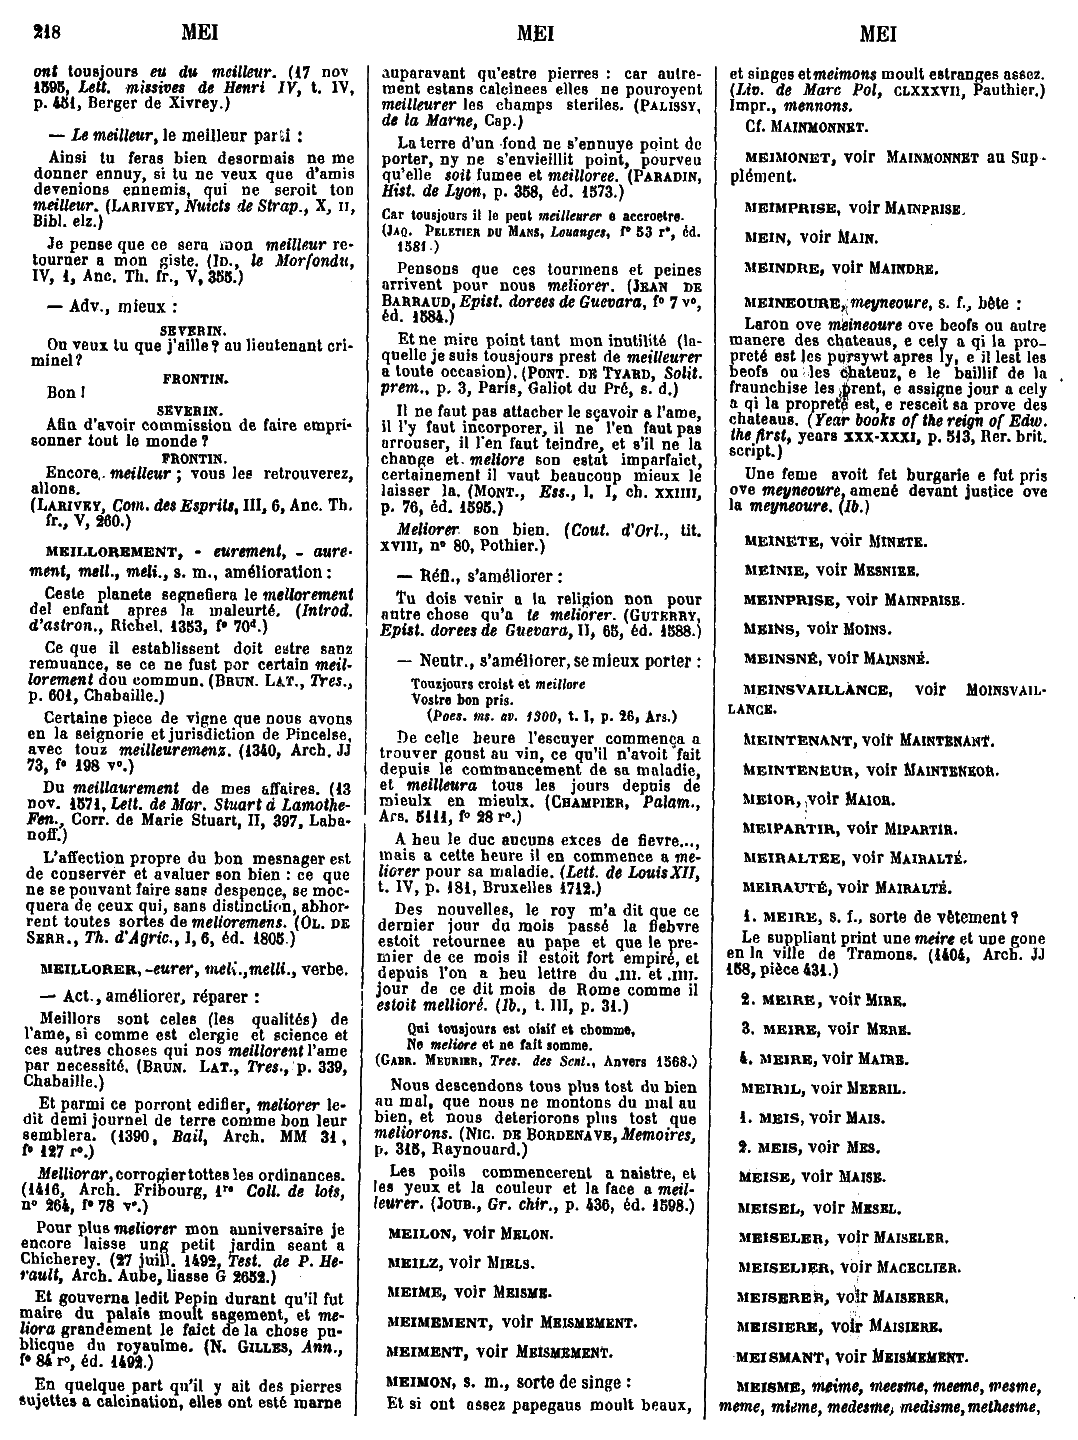 218 MEI MEI MEI
ont tousjours eu du meilleur. (17 nov
1595, Lett. missives de Henri IV, t. IV,
p. 451, Berger de Xivrey.)
— Le meilleur, le meilleur parti :
Ainsi tu feras bien desormais ne me
donner ennuy, si tu ne veux que d'amis
devenions ennemis, qui ne seroit ton
meilleur. (LARIVEY, Nuicts de Strap., X, II,
Bibl. elz.)
Je pense que ce sera mon meilleur re-
tourner a mon giste. (ID., le Morfondu,
IV, 1, Anc. Th. fr., V, 355.)
— Adv., mieux :
SEVERIN.
Ou veux tu que j'aille? au lieutenant cri-
minel?
FRONTIN.
Bon!
SEVERIN.
Afin d'avoir commission de faire empri-
sonner tout le monde?
FRONTIN.
Encore meilleur; vous les retrouverez,
allons.
(LARIVEY, Com. des Esprits, III, 6, Anc. Th.
fr., V, 260.)
MEILLOREMENT, - eurement, - aure-
ment, mell., meli., s. m., amélioration :
Ceste planete segnefiera le mellorement
del enfant apres la maleurté. (Introd.
d'astron., Richel. 1353, f° 70d.)
Ce que il establissent doit estre sanz
remuance, se ce ne fust por certain meil-
lorement dou commun. (BRUN. LAT., Tres.,
p. 601, Chabaille.)
Certaine piece de vigne que nous avons
en la seignorie et jurisdiction de Pincelse,
avec touz meilleuremenz. (1340, Arch. JJ
73, f° 198 v°.)
Du meillaurement de mes affaires. (13
nov. 1571, Lett. de Mar. Stuart à Lamothe-
Fen., Corr. de Marie Stuart, II, 397, Laba-
noff.)
L'affection propre du bon mesnager est
de conserver et avaluer son bien : ce que
ne se pouvant faire sans despence, se moc-
quera de ceux qui, sans distinction, abhor-
rent toutes sortes de melioremens. (OL. DE
SERR., Th. d'Agric., I, 6, éd. 1805.)
MEILLORER, -eurer, meli., melli., verbe.
— Act., améliorer, réparer :
Meillors sont celes (les qualités) de
l'ame, si comme est clergie et science et
ces autres choses qui nos meillorent l'ame
par necessité. (BRUN. LAT., Tres., p. 339,
Chabaille.)
Et parmi ce porront edifier, meliorer le-
dit demi journel de terre comme bon leur
semblera. (1390, Bail, Arch. MM 31,
f° 127 r°.)
Melliorar, corrogier tottes les ordinances.
(1416, Arch. Fribourg, 1re Coll. de lois,
n° 264, f° 78 v°.)
Pour plus meliorer mon anniversaire je
encore laisse ung petit jardin seant a
Chicherey. (27 juill. 1492, Test. de P. He-
rault, Arch. Aube, liasse G 2652.)
Et gouverna ledit Pepin durant qu'il fut
maire du palais moult sagement, et me-
liora grandement le faict de la chose pu-
blicque du royaulme. (N. GILLES, Ann.,
f° 84 r°, éd. 1492.)
En quelque part qu'il y ait des pierres
sujettes a calcination, elles ont esté marne
auparavant qu'estre pierres : car autre-
ment estans calcinees elles ne pouroyent
meilleurer les champs steriles. (PALISSY,
de la Marne, Cap.)
La terre d'un fond ne s'ennuye point de
porter, ny ne s'envieillit point, pourveu
qu'elle soit fumee et meilloree. (PARADIN,
Hist. de Lyon, p. 358, éd. 1573.)
Car tousjours il le peut meilleurer e accroetre.
(JAQ. PELETIER DU MANS, Louanges, f° 53 r°, éd.
1581.)
Pensons que ces tourmens et peines
arrivent pour nous meliorer. (JEAN DE
BARRAUD, Epist. dorees de Guevara, f° 7 v°,
éd. 1584.)
Et ne mire point tant mon inutilité (la-
quelle je suis tousjours prest de meilleurer
a toute occasion). (PONT. DE TYARD, Solit.
prem., p. 3, Paris, Galiot du Pré, s. d.)
Il ne faut pas attacher le sçavoir a l'ame,
il l'y faut incorporer, il ne l'en faut pas
arrouser, il l'en faut teindre, et s'il ne la
change et meliore son estat imparfaict,
certainement il vaut beaucoup mieux le
laisser la. (MONT., Ess., l. I, ch. XXIIII,
p. 76, éd. 1595.)
Meliorer son bien. (Cout. d'Orl., tit.
XVIII, n° 80, Pothier.)
— Réfl., s'améliorer :
Tu dois venir a la religion non pour
autre chose qu'a te meliorer. (GUTERRY,
Epist. dorees de Guevara, II, 65, éd. 1588.)
— Neutr., s'améliorer, se mieux porter :
Touzjours croist et meillore
Vostre bon pris.
(Poes. ms. av. 1300, t. I, p. 26, Ars.)
De celle heure l'escuyer commença a
trouver goust au vin, ce qu'il n'avoit fait
depuis le commancement de sa maladie,
et meilleura tous les jours depuis de
mieulx en mieulx. (CHAMPIER, Palam.,
Ars. 5111, f° 28 r°.)
A heu le duc aucuns exces de fievre...,
mais a cette heure il en commence a me-
liorer pour sa maladie. (Lett. de Louis XII,
t. IV, p. 181, Bruxelles 1712.)
Des nouvelles, le roy m'a dit que ce
dernier jour du mois passé la fiebvre
estoit retournee au pape et que le pre-
mier de ce mois il estoit fort empiré, et
depuis l'on a heu lettre du .III. et .IIII.
jour de ce dit mois de Rome comme il
estoit mellioré. (Ib., t. III, p. 31.)
Qui tousjours est oisif et chomme,
Ne meliore et ne fait somme.
(GABR. MEURIER, Tres. des Sent., Anvers 1568.)
Nous descendons tous plus tost du bien
au mal, que nous ne montons du mal au
bien, et nous deteriorons plus tost que
meliorons. (NIC. DE BORDENAVE, Memoires,
p. 315, Raynouard.)
Les poils commencerent a naistre, et
les yeux et la couleur et la face a meil-
leurer. (JOUB., Gr. chir., p. 436, éd. 1598.)
MEILON, voir MELON.
MEILZ, voir MIELS.
MEIME, voir MEISME.
MEIMEMENT, voir MEISMEMENT.
MEIMENT, voir MEISMEMENT.
MEIMON, s. m., sorte de singe :
Et si ont assez papegaus moult beaux,
et singes et meimons moult estranges assez.
(Liv. de Marc Pol, CLXXXVII, Pauthier.)
Impr., mennons.
Cf. MAINMONNET.
MEIMONET, voir MAINMONNET au Sup-
plément.
MEIMPRISE, voir MAINPRISE.
MEIN, voir MAIN.
MEINDRE, voir MAINDRE.
MEINEOURE, meyneoure, s. f., bête :
Laron ove meineoure ove beofs ou autre
manere des chateaus, e cely a qi la pro-
preté est les pursywt apres ly, e il lest les
beofs ou les chateuz, e le baillif de la
fraunchise les prent, e assigne jour a cely
a qi la propreté est, e resceit sa prove des
chateaus. (Year books of the reign of Edw.
the first, years XXX-XXXI, p. 513, Rer. brit.
script.)
Une feme avoit fet burgarie e fut pris
ove meyneoure, amené devant justice ove
la meyneoure. (Ib.)
MEINETE, voir MINETE.
MEINIE, voir MESNIEE.
MEINPRISE, voir MAINPRISE.
MEINS, voir MOINS.
MEINSNÉ, voir MAINSNÉ.
MEINSVAILLANCE, voir MOINSVAIL-
LANCE.
MEINTENANT, voir MAINTENANT.
MEINTENEUR, voir MAINTENEOR.
MEIOR, voir MAIOR.
MEIPARTIR, voir MIPARTIR.
MEIRALTEE, voir MAIRALTÉ.
MEIRAUTÉ, voir MAIRALTÉ.
1. MEIRE, s. f., sorte de vêtement?
Le suppliant print une meire et une gone
en la ville de Tramons. (1404, Arch. JJ
158, pièce 431.)
2. MEIRE, voir MIRE.
3. MEIRE, voir MERE.
4. MEIRE, voir MAIRE.
MEIRIL, voir MEERIL.
1. MEIS, voir MAIS.
2. MEIS, voir MES.
MEISE, voir MAISE.
MEISEL, voir MESEL.
MEISELER, voir MAISELER.
MEISELIER, voir MACECLIER.
MEISERER, voir MAISERER.
MEISIERE, voir MAISIERE.
MEISMANT, voir MEISMEMENT.
MEISME, meime, meesme, meeme, mesme,
meme, mieme, medesme, medisme, methesme,